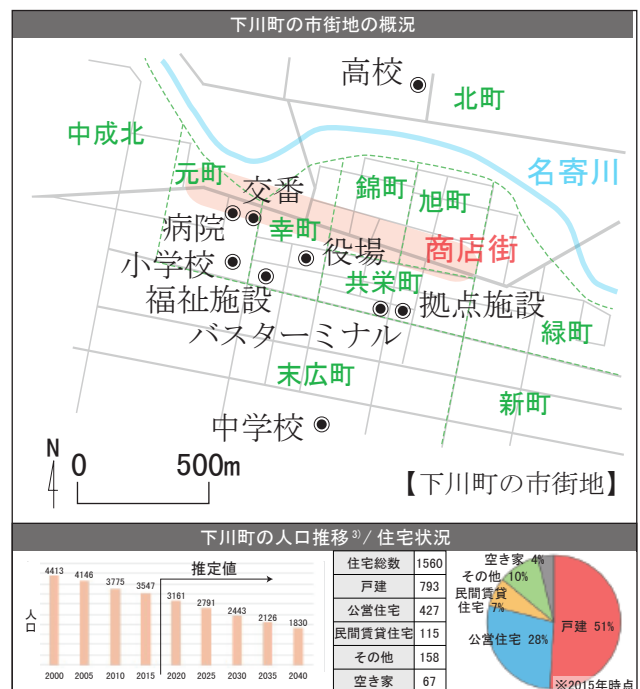 下川町の市街地の概況
高校
北町
中成北
名寄川
元町
交番
錦町
旭町
病院
幸町
商店街
小学校
役場
共栄町
福祉施設
拠点施設
バスターミナル
緑町
末広町
新町
中学校
N
0 500m
【下川町の市街地】
下川町の人口推移3)/ 住宅状況
推定値
人口
4413 4146 3775 3547 3161 2791 2443 2126 1830
2000 2005 2010 2015 2020 2025 2030 2035 2040
住宅総数 1560
戸建 793
公営住宅 427
民間賃貸住宅 115
その他 158
空き家 67
空き家 4%
その他 10%
民間賃貸
住宅 7%
公営住宅 28%
戸建 51%
※2015年時点